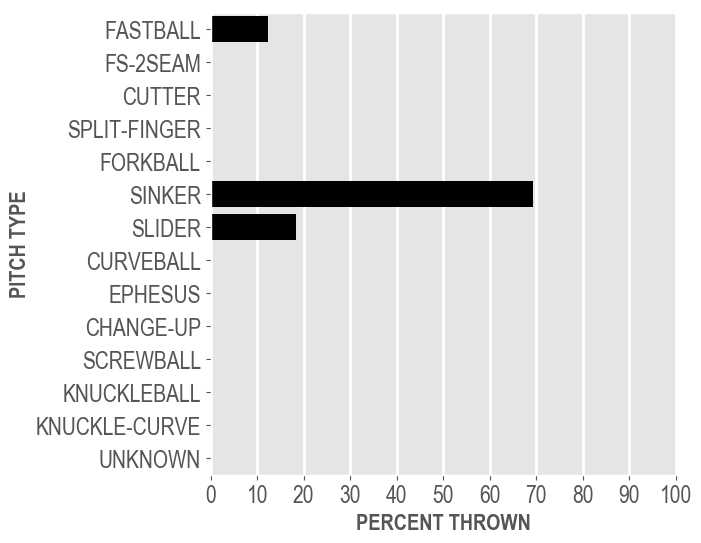 FASTBALL
FS-2SEAM
CUTTER
SPLIT-FINGER
FORKBALL
SINKER
SLIDER
CURVEBALL
EPHESUS
CHANGE-UP
SCREWBALL
KNUCKLEBALL
KNUCKLE-CURVE
UNKNOWN
PITCH TYPE
0 10 20 30 40 50 60 70 80 90 100
PERCENT THROWN